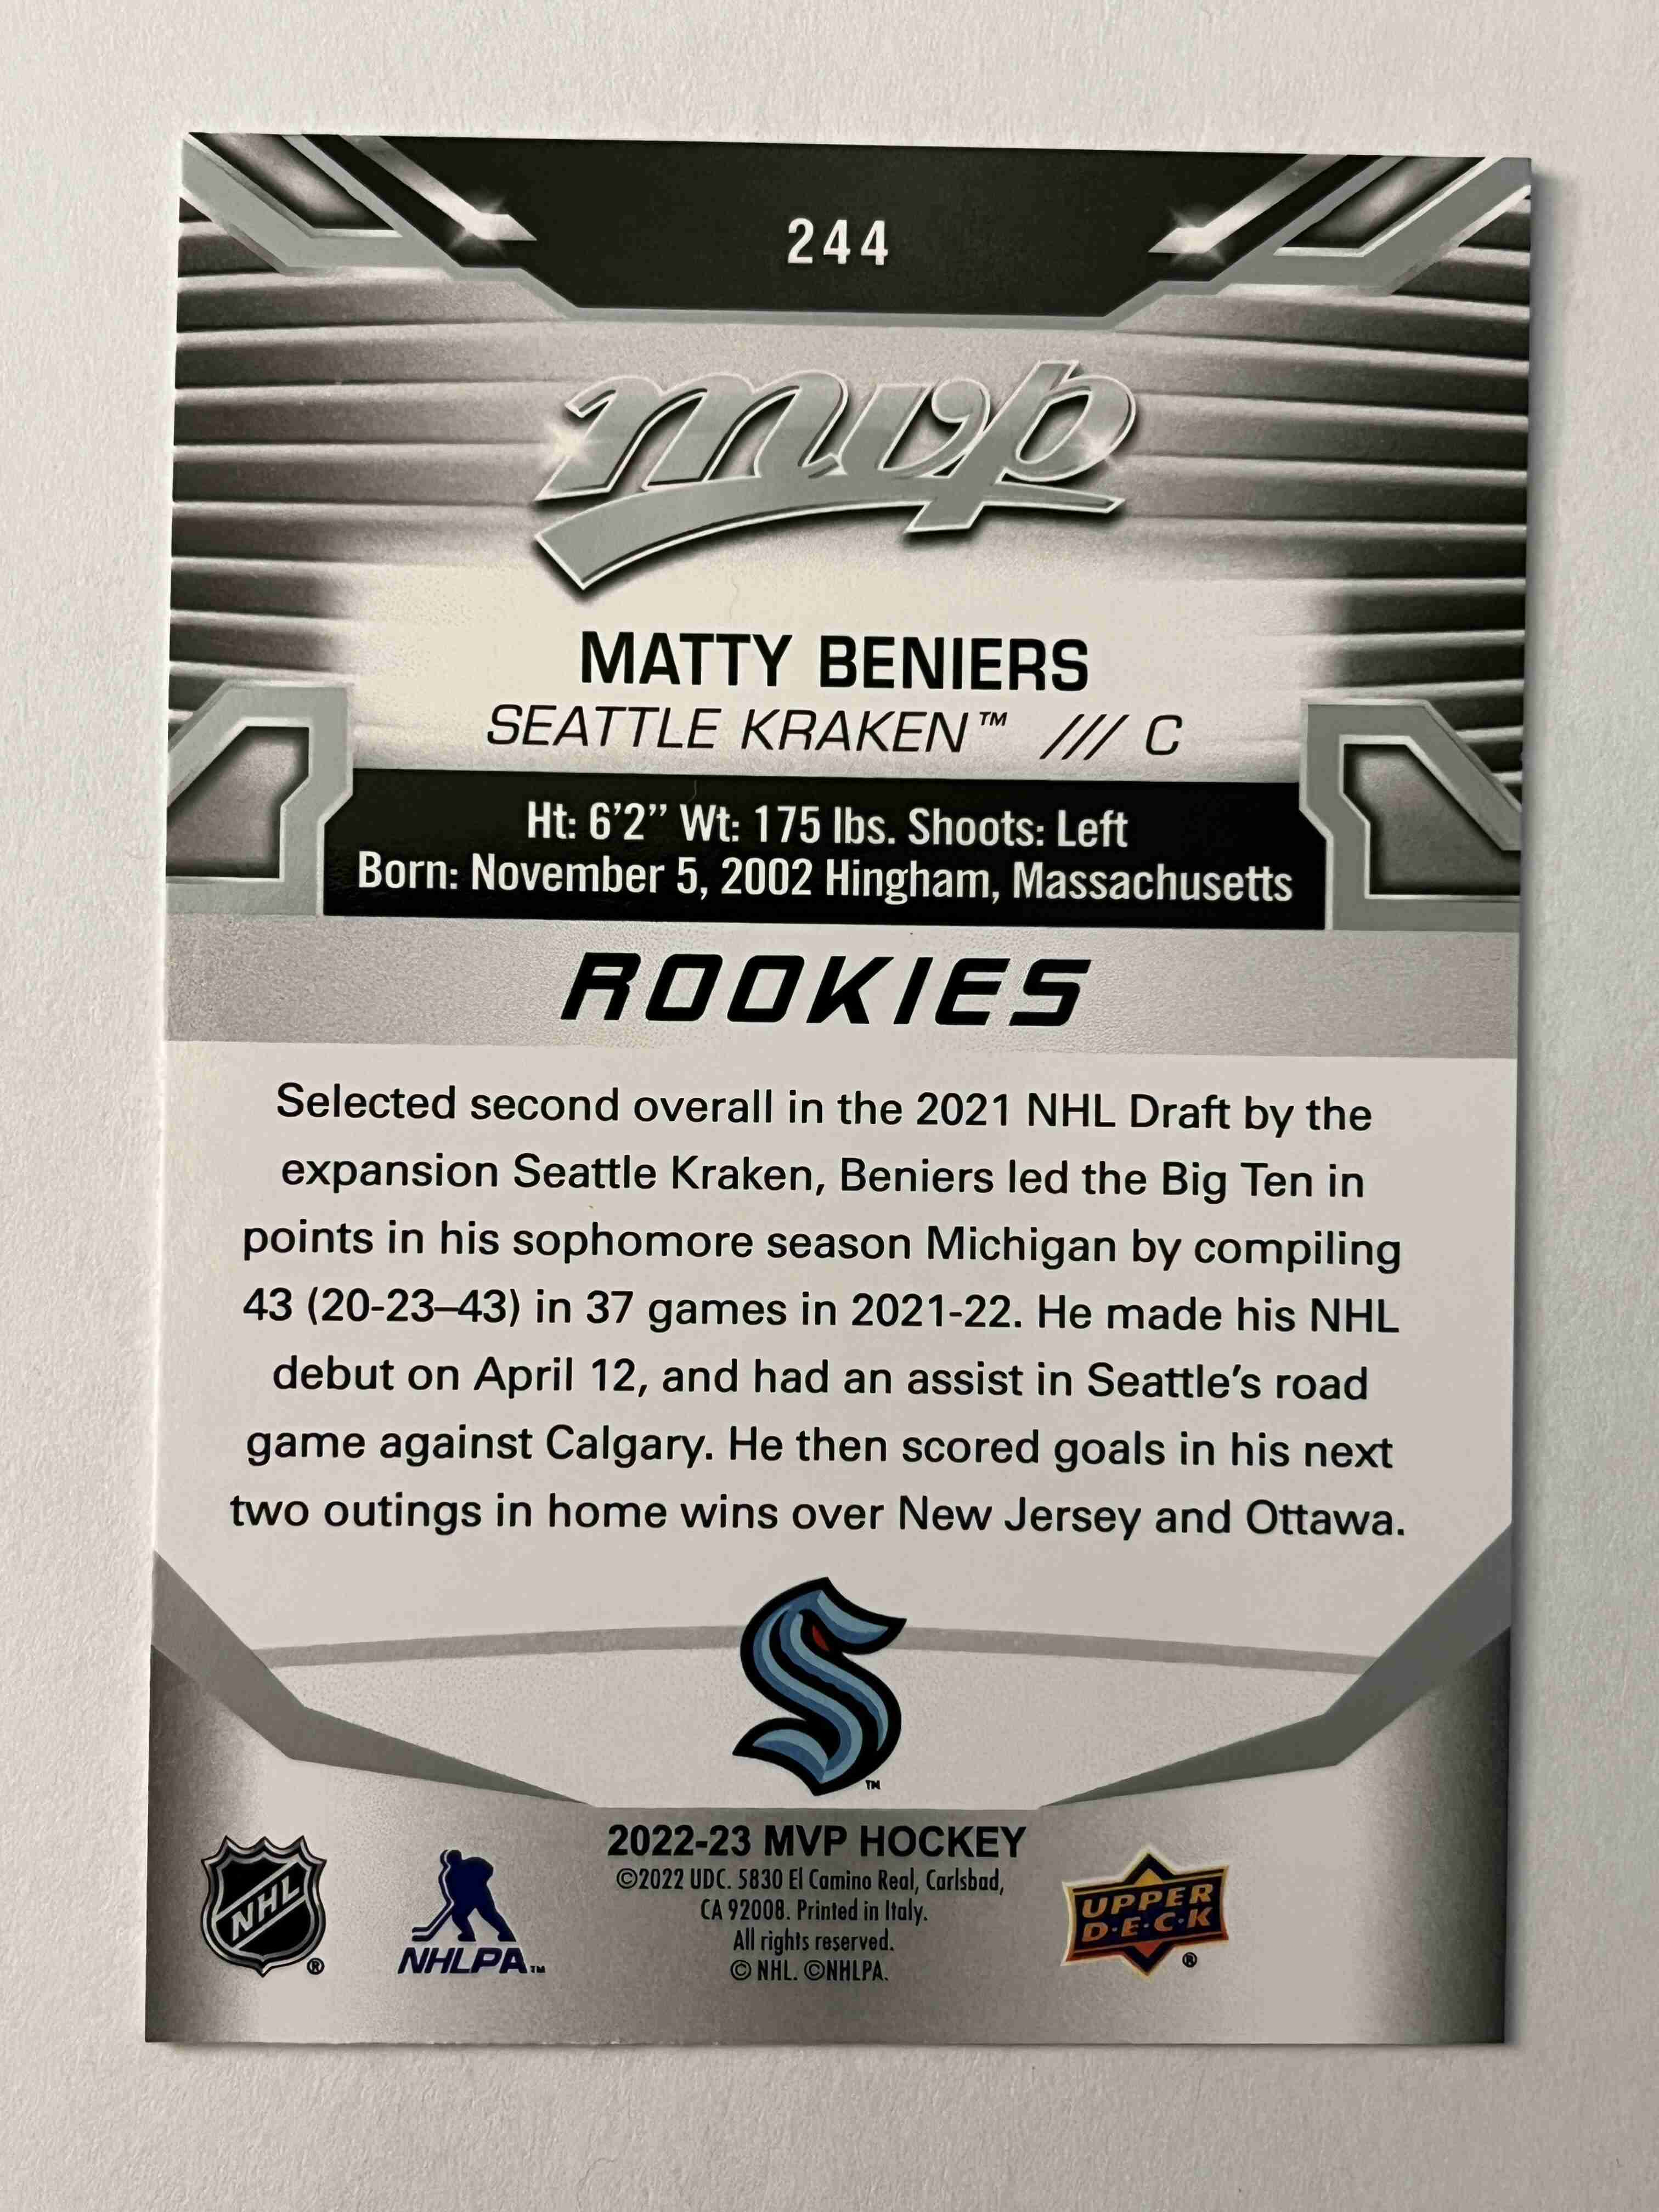 244
mvp
MATTY BENIERS
SEATTLE KRAKEN™ /// C
Ht: 6’2” Wt: 175 lbs. Shoots: Left
Born: November 5, 2002 Hingham, Massachusetts
ROOKIES
Selected second overall in the 2021 NHL Draft by the
expansion Seattle Kraken, Beniers led the Big Ten in
points in his sophomore season Michigan by compiling
43 (20-23–43) in 37 games in 2021-22. He made his NHL
debut on April 12, and had an assist in Seattle’s road
game against Calgary. He then scored goals in his next
two outings in home wins over New Jersey and Ottawa.
S
™
2022-23 MVP HOCKEY
©2022 UDC. 5830 El Camino Real, Carlsbad,
CA 92008. Printed in Italy.
All rights reserved.
© NHL. ©NHLPA.
NHL ®
NHLPA™
UPPER
D·E·C·K
®